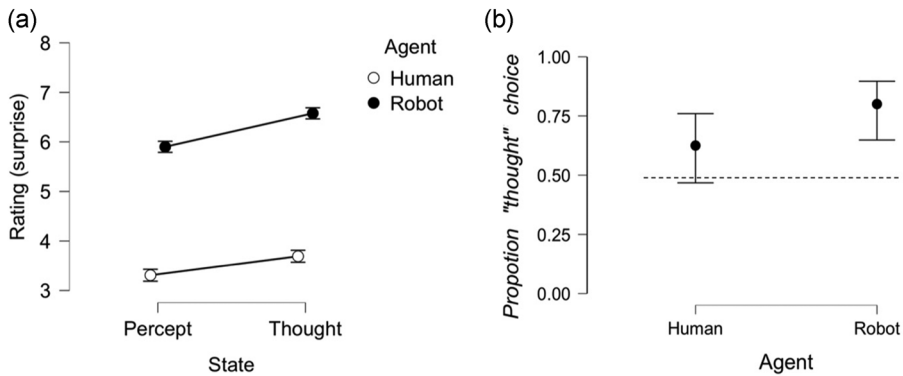 (a)
8
7
6
5
4
3
Rating (surprise)
Percept
Thought
State
Agent
Human
Robot
(b)
1.00
0.75
0.50
0.25
0.00
Propotion "thought" choice
Human
Robot
Agent